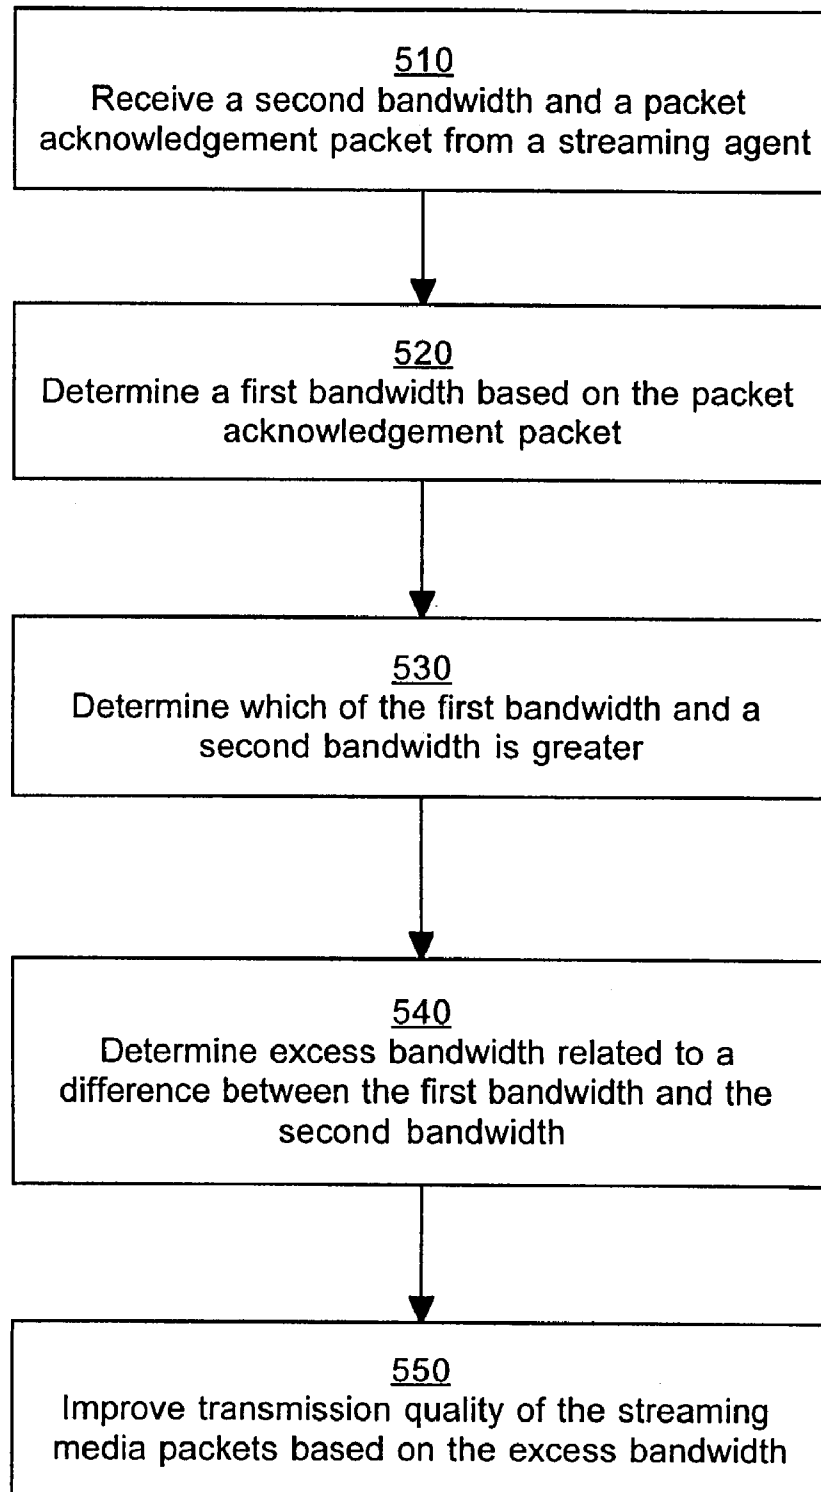 510
Receive a second bandwidth and a packet
acknowledgement packet from a streaming agent
520
Determine a first bandwidth based on the packet
acknowledgement packet
530
Determine which of the first bandwidth and a
second bandwidth is greater
540
Determine excess bandwidth related to a
difference between the first bandwidth and the
second bandwidth
550
Improve transmission quality of the streaming
media packets based on the excess bandwidth